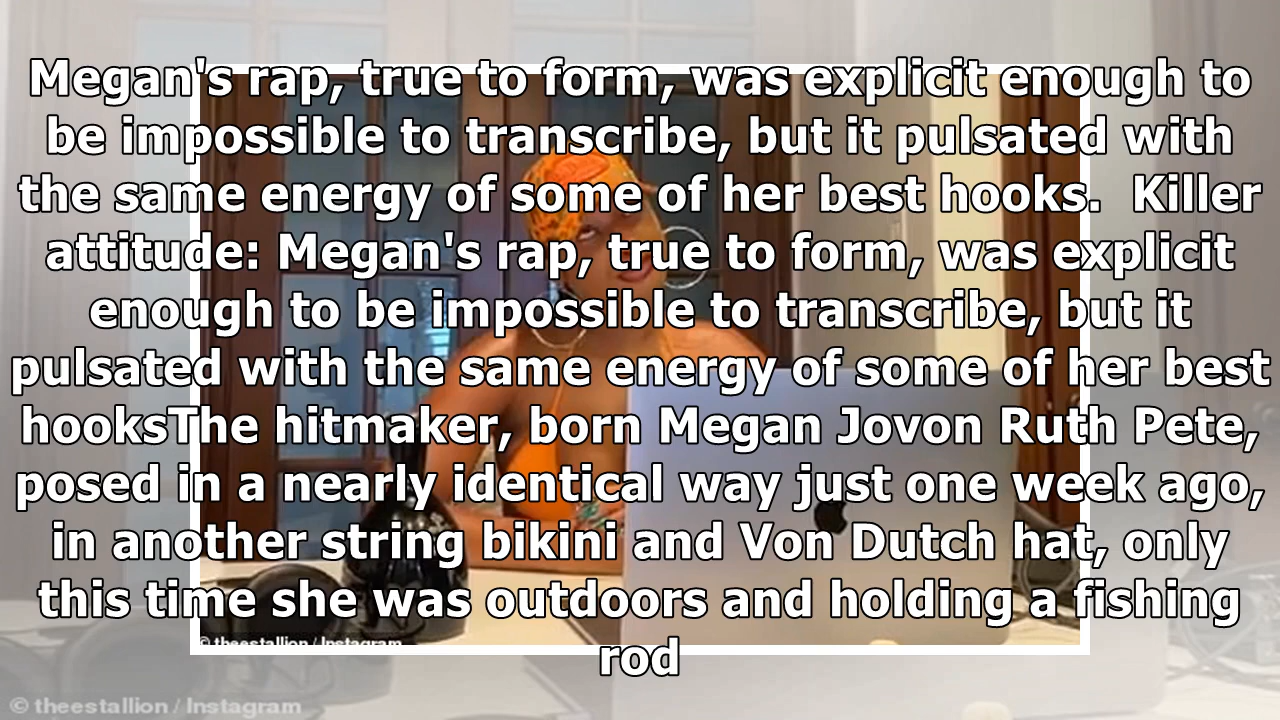 Megan's rap, true to form, was explicit enough to
be impossible to transcribe, but it pulsated with
the same energy of some of her best hooks.  Killer
attitude: Megan's rap, true to form, was explicit
enough to be impossible to transcribe, but it
pulsated with the same energy of some of her best
hooksThe hitmaker, born Megan Jovon Ruth Pete,
posed in a nearly identical way just one week ago,
in another string bikini and Von Dutch hat, only
this time she was outdoors and holding a fishing
rod
© theestallion / Instagram
© theestallion / Instagram